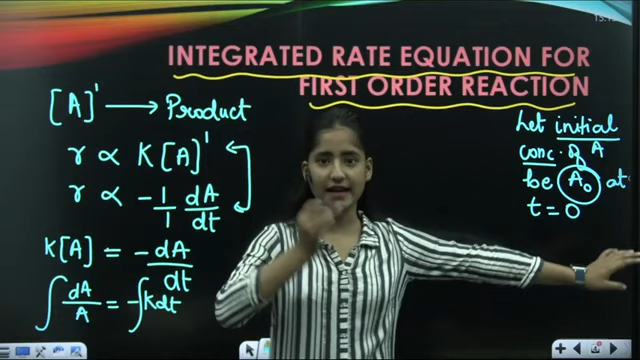 INTEGRATED RATE EQUATION FOR
FIRST ORDER REACTION
[A]¹ ⟶ Product
r ∝ K[A]¹
r ∝ -1/1 dA/dt
K[A] = -dA/dt
∫ dA/A = -∫ Kdt
Let initial
conc. of A
be A₀ at
t = 0